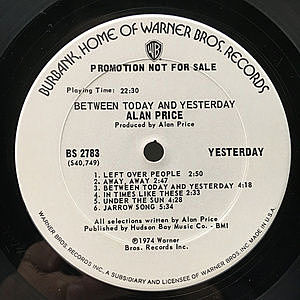 BURBANK, HOME OF WARNER BROS. RECORDS
WB
PROMOTION NOT FOR SALE
Playing Time: 22:30
BETWEEN TODAY AND YESTERDAY
ALAN PRICE
Produced by Alan Price
BS 2783
(S40,749)
YESTERDAY
1. LEFT OVER PEOPLE 2:50
2. AWAY, AWAY 2:47
3. BETWEEN TODAY AND YESTERDAY 4:18
4. IN TIMES LIKE THESE 2:33
5. UNDER THE SUN 4:28
6. JARROW SONG 5:34
All selections written by Alan Price
Published by Hudson Bay Music Co. - BMI
℗1974 Warner
Bros. Records Inc.
WARNER BROS. RECORDS INC., A SUBSIDIARY AND LICENSEE OF WARNER BROS. INC. MADE IN U.S.A.